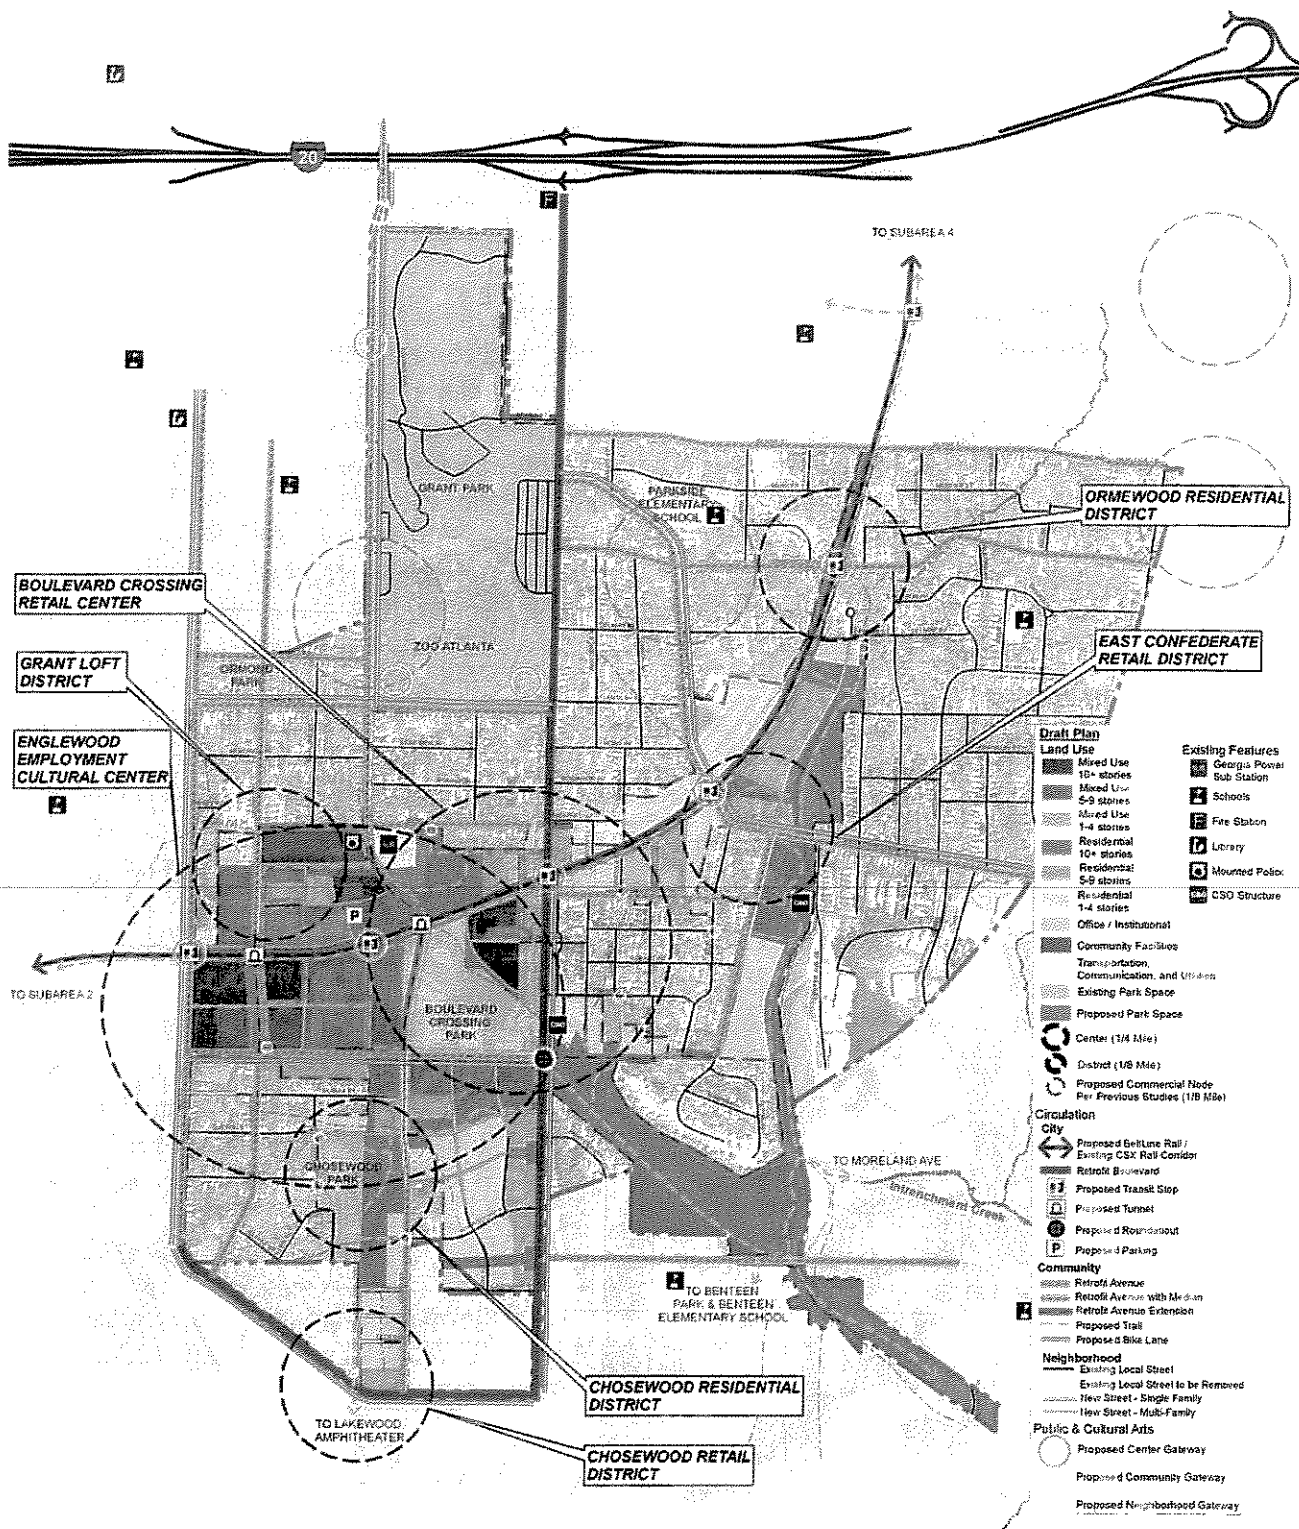 20
F
TO SUBAREA 4
GRANT PARK
PARKSIDE
ELEMENTARY
SCHOOL
ORMEWOOD RESIDENTIAL
DISTRICT
BOULEVARD CROSSING
RETAIL CENTER
EAST CONFEDERATE
RETAIL DISTRICT
GRANT LOFT
DISTRICT
ZOO ATLANTA
ORMOND
PARK
ENGLEWOOD
EMPLOYMENT
CULTURAL CENTER
P
TO SUBAREA 2
BOULEVARD
CROSSING
PARK
CSO
CSO
CHOSEWOOD
PARK
TO MORELAND AVE
Entrenchment Creek
TO BENTEEN
PARK & BENTEEN
ELEMENTARY SCHOOL
CHOSEWOOD RESIDENTIAL
DISTRICT
TO LAKEWOOD
AMPHITHEATER
CHOSEWOOD RETAIL
DISTRICT
Draft Plan
Land Use
Mixed Use
10+ stories
Mixed Use
5-9 stories
Mixed Use
1-4 stories
Residential
10+ stories
Residential
5-9 stories
Residential
1-4 stories
Office / Institutional
Community Facilities
Transportation,
Communication, and Utilities
Existing Park Space
Proposed Park Space
Center (1/4 Mile)
District (1/8 Mile)
Proposed Commercial Node
Per Previous Studies (1/8 Mile)
Existing Features
Georgia Power
Sub Station
Schools
F Fire Station
Library
Mounted Police
CSO CSO Structure
Circulation
City
Proposed BeltLine Rail /
Existing CSX Rail Corridor
Retrofit Boulevard
Proposed Transit Stop
Proposed Tunnel
Proposed Roundabout
P Proposed Parking
Community
Retrofit Avenue
Retrofit Avenue with Median
Retrofit Avenue Extension
Proposed Trail
Proposed Bike Lane
Neighborhood
Existing Local Street
Existing Local Street to be Removed
New Street - Single Family
New Street - Multi-Family
Public & Cultural Arts
Proposed Center Gateway
Proposed Community Gateway
Proposed Neighborhood Gateway